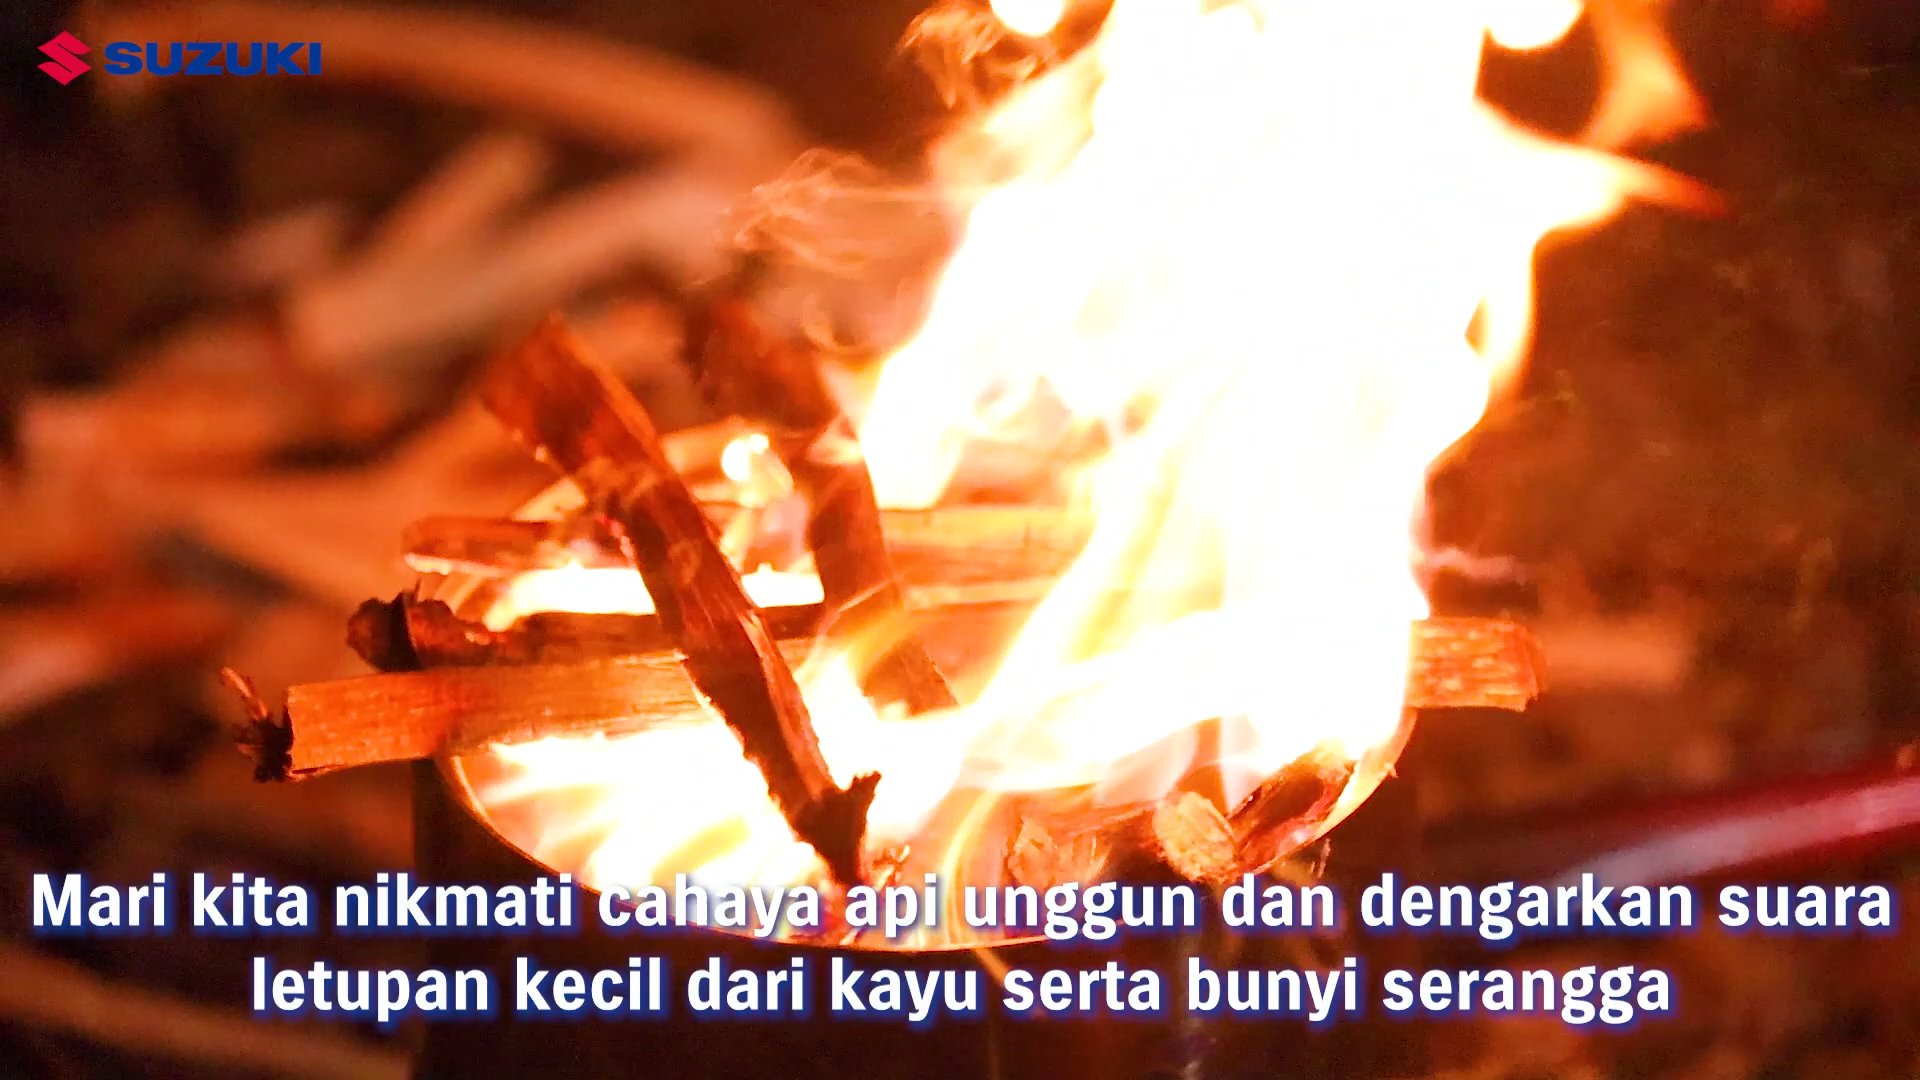 SUZUKI
Mari kita nikmati cahaya api unggun dan dengarkan suara
letupan kecil dari kayu serta bunyi serangga